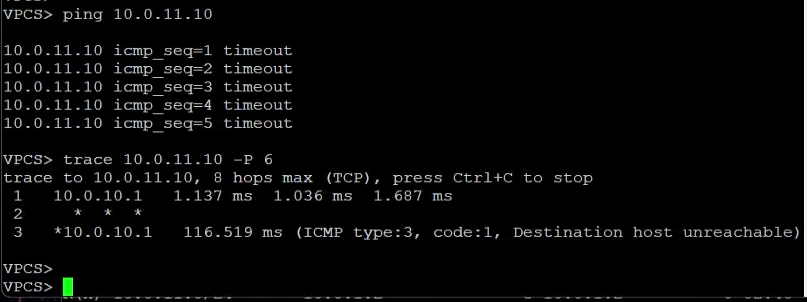 VPCS> ping 10.0.11.10
10.0.11.10 icmp_seq=1 timeout
10.0.11.10 icmp_seq=2 timeout
10.0.11.10 icmp_seq=3 timeout
10.0.11.10 icmp_seq=4 timeout
10.0.11.10 icmp_seq=5 timeout
VPCS> trace 10.0.11.10 -P 6
trace to 10.0.11.10, 8 hops max (TCP), press Ctrl+C to stop
1 10.0.10.1 1.137 ms 1.036 ms 1.687 ms
2 * * *
3 *10.0.10.1 116.519 ms (ICMP type:3, code:1, Destination host unreachable)
VPCS>
VPCS>